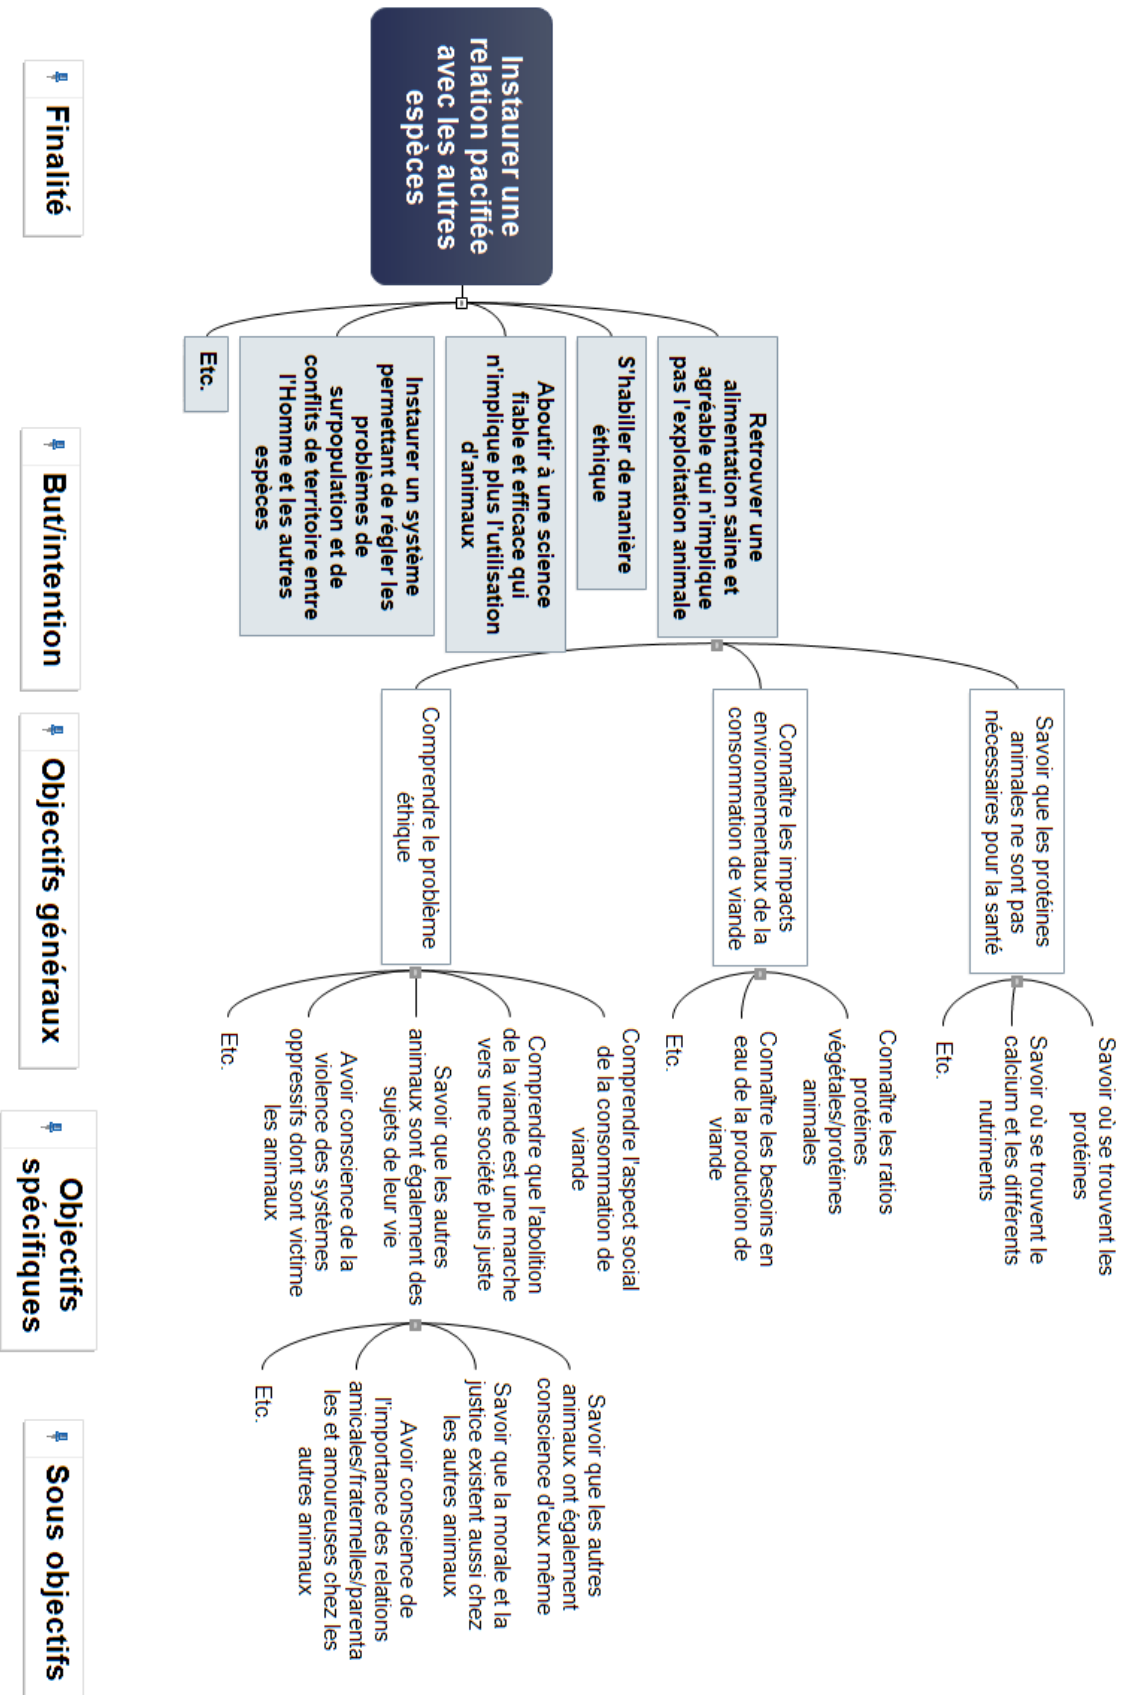 Instaurer une
relation pacifiée
avec les autres
espèces
Retrouver une
alimentation saine et
agréable qui n'implique
pas l'exploitation animale
S'habiller de manière
éthique
Aboutir à une science
fiable et efficace qui
n'implique plus l'utilisation
d'animaux
Instaurer un système
permettant de régler les
problèmes de
surpopulation et de
conflits de territoire entre
l'Homme et les autres
espèces
Etc.
Savoir que les protéines
animales ne sont pas
nécessaires pour la santé
Connaître les impacts
environnementaux de la
consommation de viande
Comprendre le problème
éthique
Savoir où se trouvent les
protéines
Savoir où se trouvent le
calcium et les différents
nutriments
Etc.
Connaître les ratios
protéines
végétales/protéines
animales
Connaître les besoins en
eau de la production de
viande
Etc.
Comprendre l'aspect social
de la consommation de
viande
Comprendre que l'abolition
de la viande est une marche
vers une société plus juste
Savoir que les autres
animaux sont également des
sujets de leur vie
Avoir conscience de la
violence des systèmes
oppressifs dont sont victime
les animaux
Etc.
Savoir que les autres
animaux ont également
conscience d'eux même
Savoir que la morale et la
justice existent aussi chez
les autres animaux
Avoir conscience de
l'importance des relations
amicales/fraternelles/parenta
les et amoureuses chez les
autres animaux
Etc.
Finalité
But/intention
Objectifs généraux
Objectifs
spécifiques
Sous objectifs